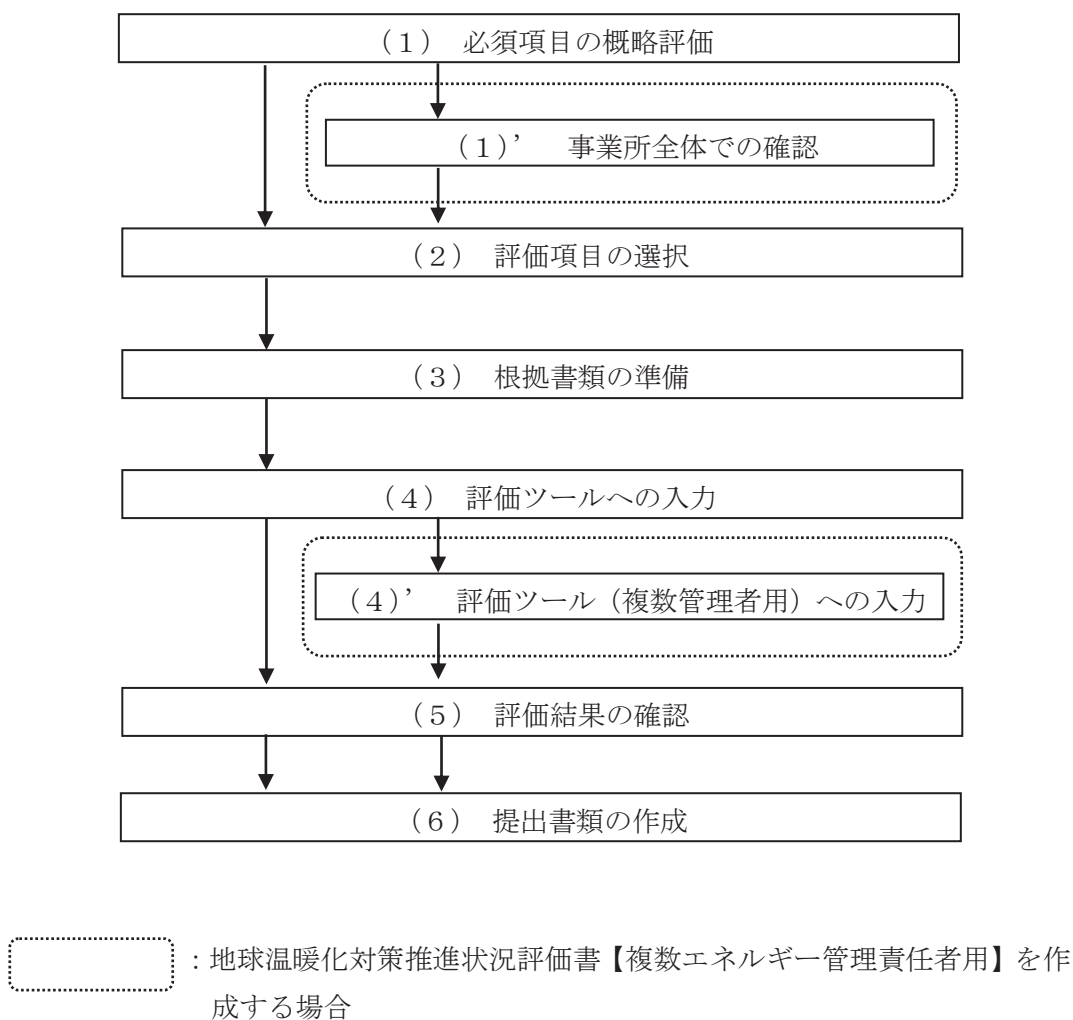 （１） 必須項目の概略評価
（１）’ 事業所全体での確認
（２） 評価項目の選択
（３） 根拠書類の準備
（４） 評価ツールへの入力
（４）’ 評価ツール（複数管理者用）への入力
（５） 評価結果の確認
（６） 提出書類の作成
：地球温暖化対策推進状況評価書【複数エネルギー管理責任者用】を作
成する場合